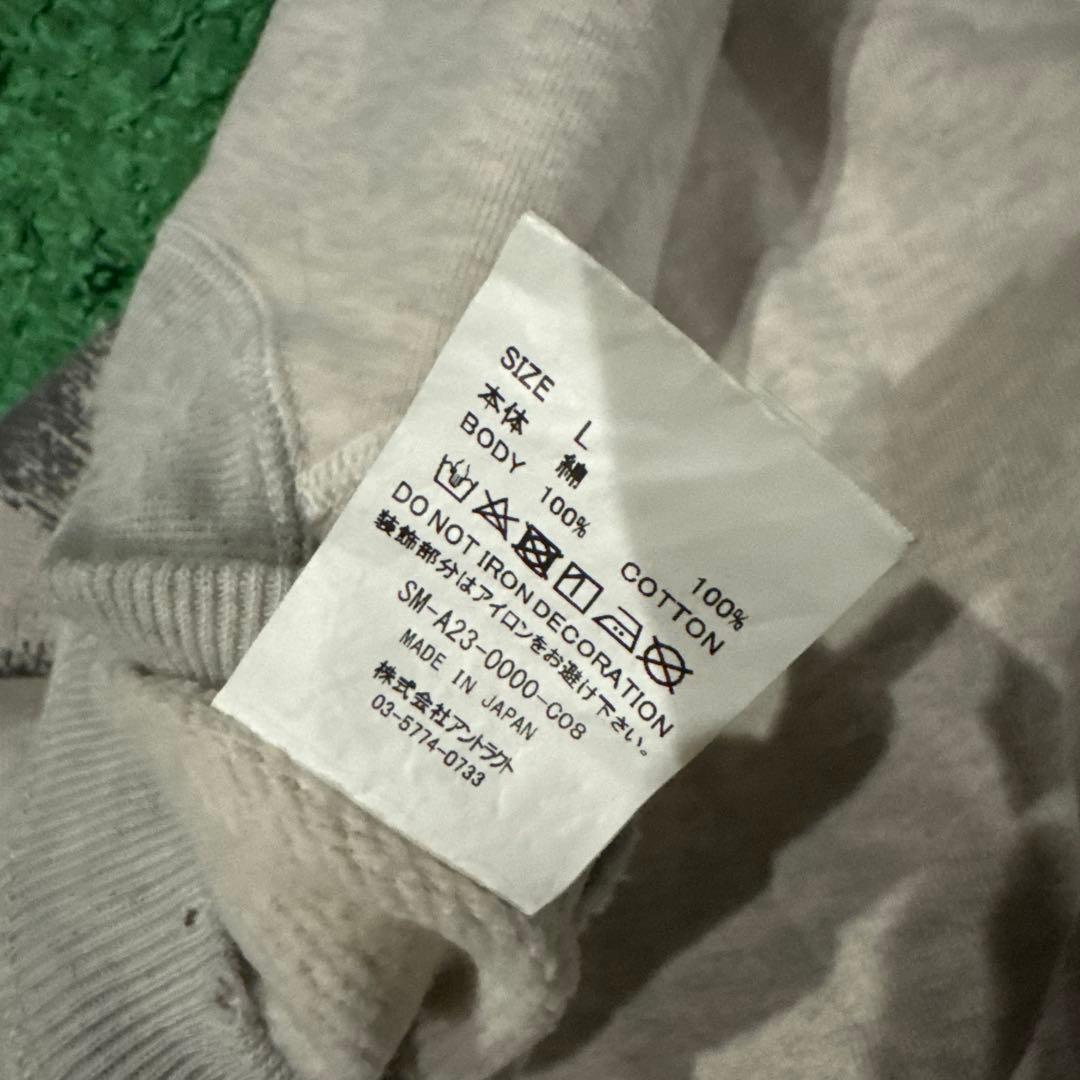 SIZE L
本体 綿 100%
BODY 100% COTTON
DO NOT IRON DECORATION
装飾部分はアイロンをお避け下さい。
SM-A23-0000-C08
MADE IN JAPAN
株式会社アントラクト
03-5774-0733